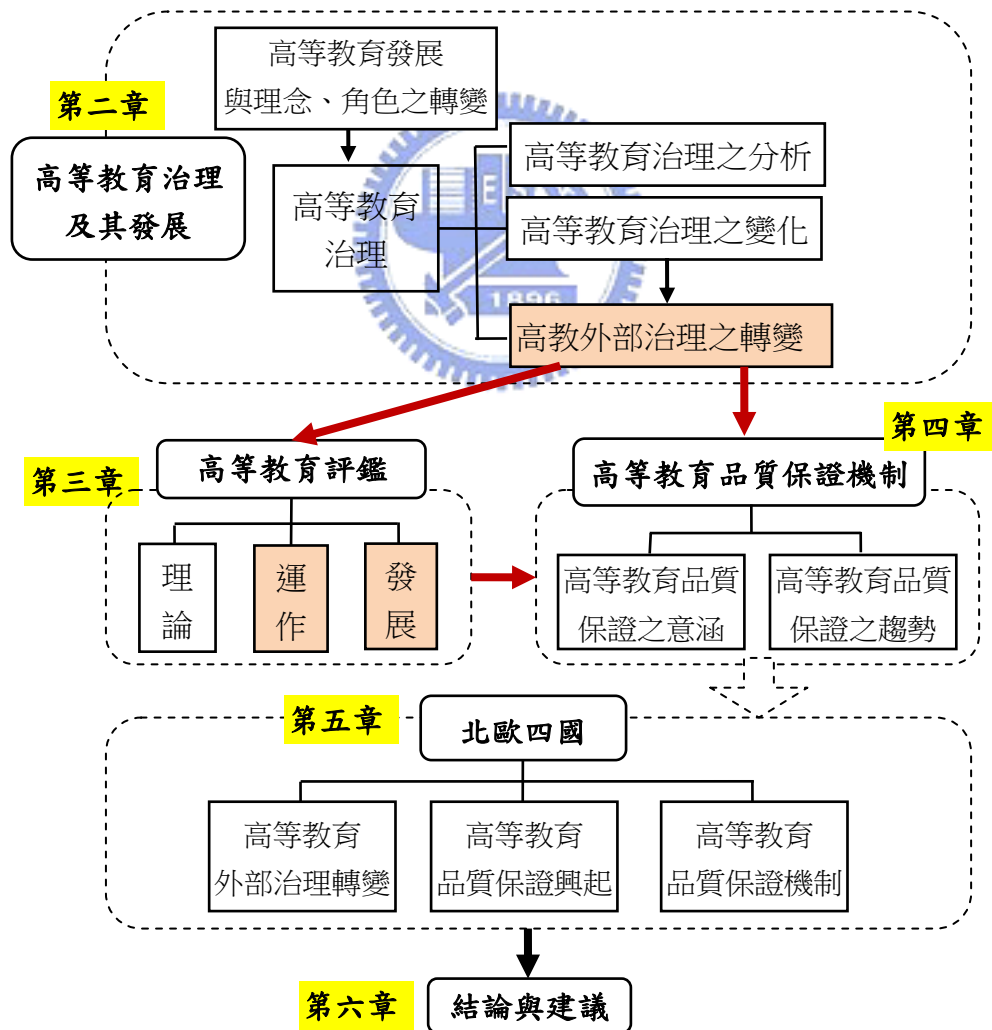 高等教育發展
與理念、角色之轉變
第二章
高等教育治理
及其發展
高等教育
治理
高等教育治理之分析
高等教育治理之變化
1896
高教外部治理之轉變
第三章
高等教育評鑑
理論
運作
發展
第四章
高等教育品質保證機制
高等教育品質
保證之意涵
高等教育品質
保證之趨勢
第五章
北歐四國
高等教育
外部治理轉變
高等教育
品質保證興起
高等教育
品質保證機制
第六章
結論與建議